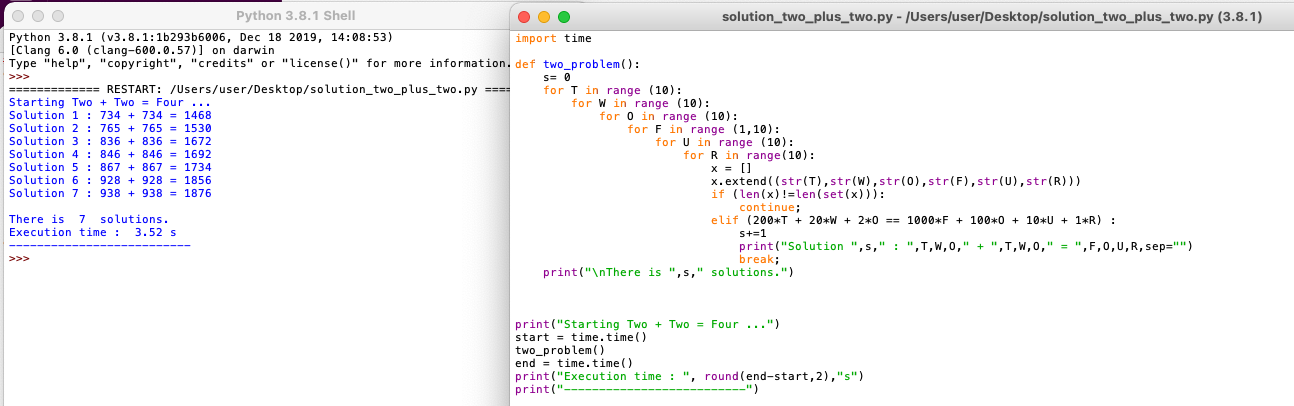 Python 3.8.1 Shell
Python 3.8.1 (v3.8.1:1b293b6006, Dec 18 2019, 14:08:53)
[Clang 6.0 (clang-600.0.57)] on darwin
Type "help", "copyright", "credits" or "license()" for more information.
>>>
============= RESTART: /Users/user/Desktop/solution_two_plus_two.py ====
Starting Two + Two = Four ...
Solution 1 : 734 + 734 = 1468
Solution 2 : 765 + 765 = 1530
Solution 3 : 836 + 836 = 1672
Solution 4 : 846 + 846 = 1692
Solution 5 : 867 + 867 = 1734
Solution 6 : 928 + 928 = 1856
Solution 7 : 938 + 938 = 1876
There is  7  solutions.
Execution time :  3.52 s
--------------------------
>>>
solution_two_plus_two.py - /Users/user/Desktop/solution_two_plus_two.py (3.8.1)
import time
def two_problem():
    s= 0
    for T in range (10):
        for W in range (10):
            for O in range (10):
                for F in range (1,10):
                    for U in range (10):
                        for R in range(10):
                            x = []
                            x.extend((str(T),str(W),str(O),str(F),str(U),str(R)))
                            if (len(x)!=len(set(x))):
                                continue;
                            elif (200*T + 20*W + 2*O == 1000*F + 100*O + 10*U + 1*R) :
                                s+=1
                                print("Solution ",s," : ",T,W,O," + ",T,W,O," = ",F,O,U,R,sep="")
                                break;
    print("\nThere is ",s," solutions.")
print("Starting Two + Two = Four ...")
start = time.time()
two_problem()
end = time.time()
print("Execution time : ", round(end-start,2),"s")
print("--------------------------")